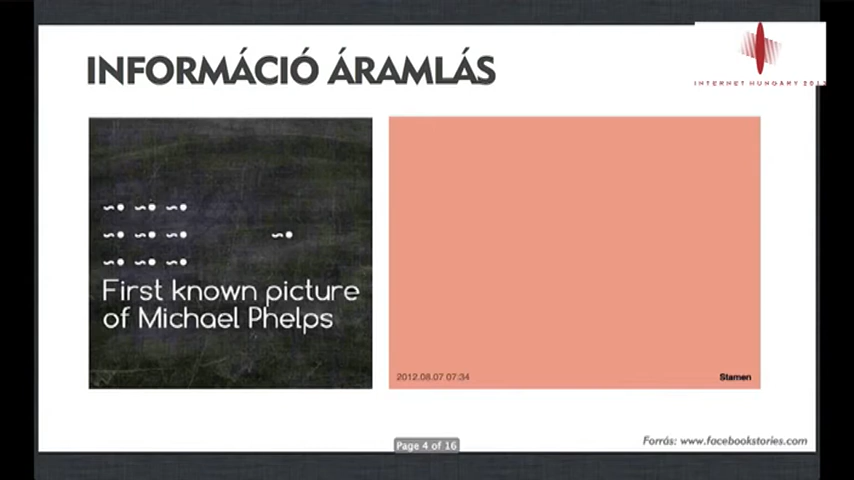 INFORMÁCIÓ ÁRAMLÁS
INTERNET HUNGARY 2013
First known picture
of Michael Phelps
2012.08.07 07:34
Stamen
Page 4 of 16
Forrás: www.facebookstories.com